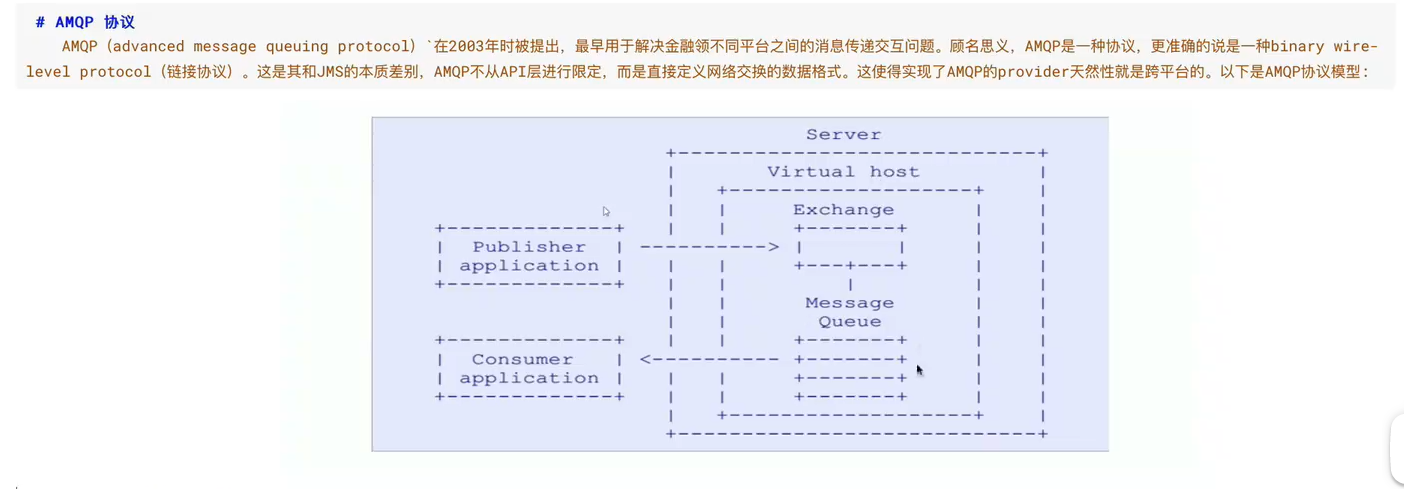 # AMQP 协议
AMQP（advanced message queuing protocol）`在2003年时被提出，最早用于解决金融领不同平台之间的消息传递交互问题。顾名思义，AMQP是一种协议，更准确的说是一种binary wire-
level protocol（链接协议）。这是其和JMS的本质差别，AMQP不从API层进行限定，而是直接定义网络交换的数据格式。这使得实现了AMQP的provider天然性就是跨平台的。以下是AMQP协议模型：
Server
Virtual host
Exchange
Publisher
application
Message
Queue
Consumer
application